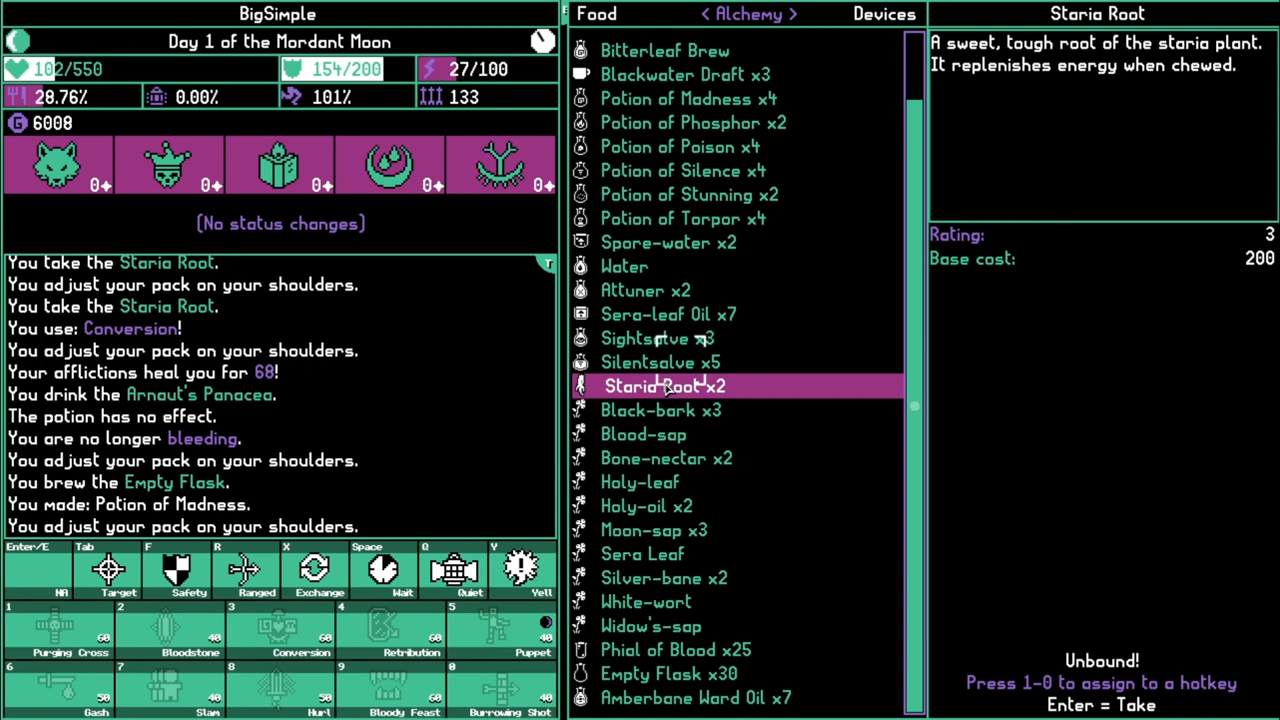 BigSimple
Day 1 of the Mordant Moon
102/550
154/200
27/100
28.76%
0.00%
101%
133
G 6008
0+
0+
0+
0+
0+
(No status changes)
T
You take the Staria Root.
You adjust your pack on your shoulders.
You take the Staria Root.
You use: Conversion!
You adjust your pack on your shoulders.
Your afflictions heal you for 68!
You drink the Arnaut's Panacea.
The potion has no effect.
You are no longer bleeding.
You adjust your pack on your shoulders.
You brew the Empty Flask.
You made: Potion of Madness.
You adjust your pack on your shoulders.
Enter/E Tab F R X Space Q Y
NA Target Safety Ranged Exchange Wait Quiet Yell
1 2 3 4 5
60 40 60 60 40
Purging Cross Bloodstone Conversion Retribution Puppet
6 7 8 9 0
50 40 50 60 40
Gash Slam Hurl Bloody Feast Burrowing Shot
Food < Alchemy > Devices
Bitterleaf Brew
Blackwater Draft x3
Potion of Madness x4
Potion of Phosphor x2
Potion of Poison x4
Potion of Silence x4
Potion of Stunning x2
Potion of Torpor x4
Spore-water x2
Water
Attuner x2
Sera-leaf Oil x7
Sightsalve x3
Silentsalve x5
Staria Root x2
Black-bark x3
Blood-sap
Bone-nectar x2
Holy-leaf
Holy-oil x2
Moon-sap x3
Sera Leaf
Silver-bane x2
White-wort
Widow's-sap
Phial of Blood x25
Empty Flask x30
Amberbane Ward Oil x7
Staria Root
A sweet, tough root of the staria plant.
It replenishes energy when chewed.
Rating: 3
Base cost: 200
Unbound!
Press 1-0 to assign to a hotkey
Enter = Take